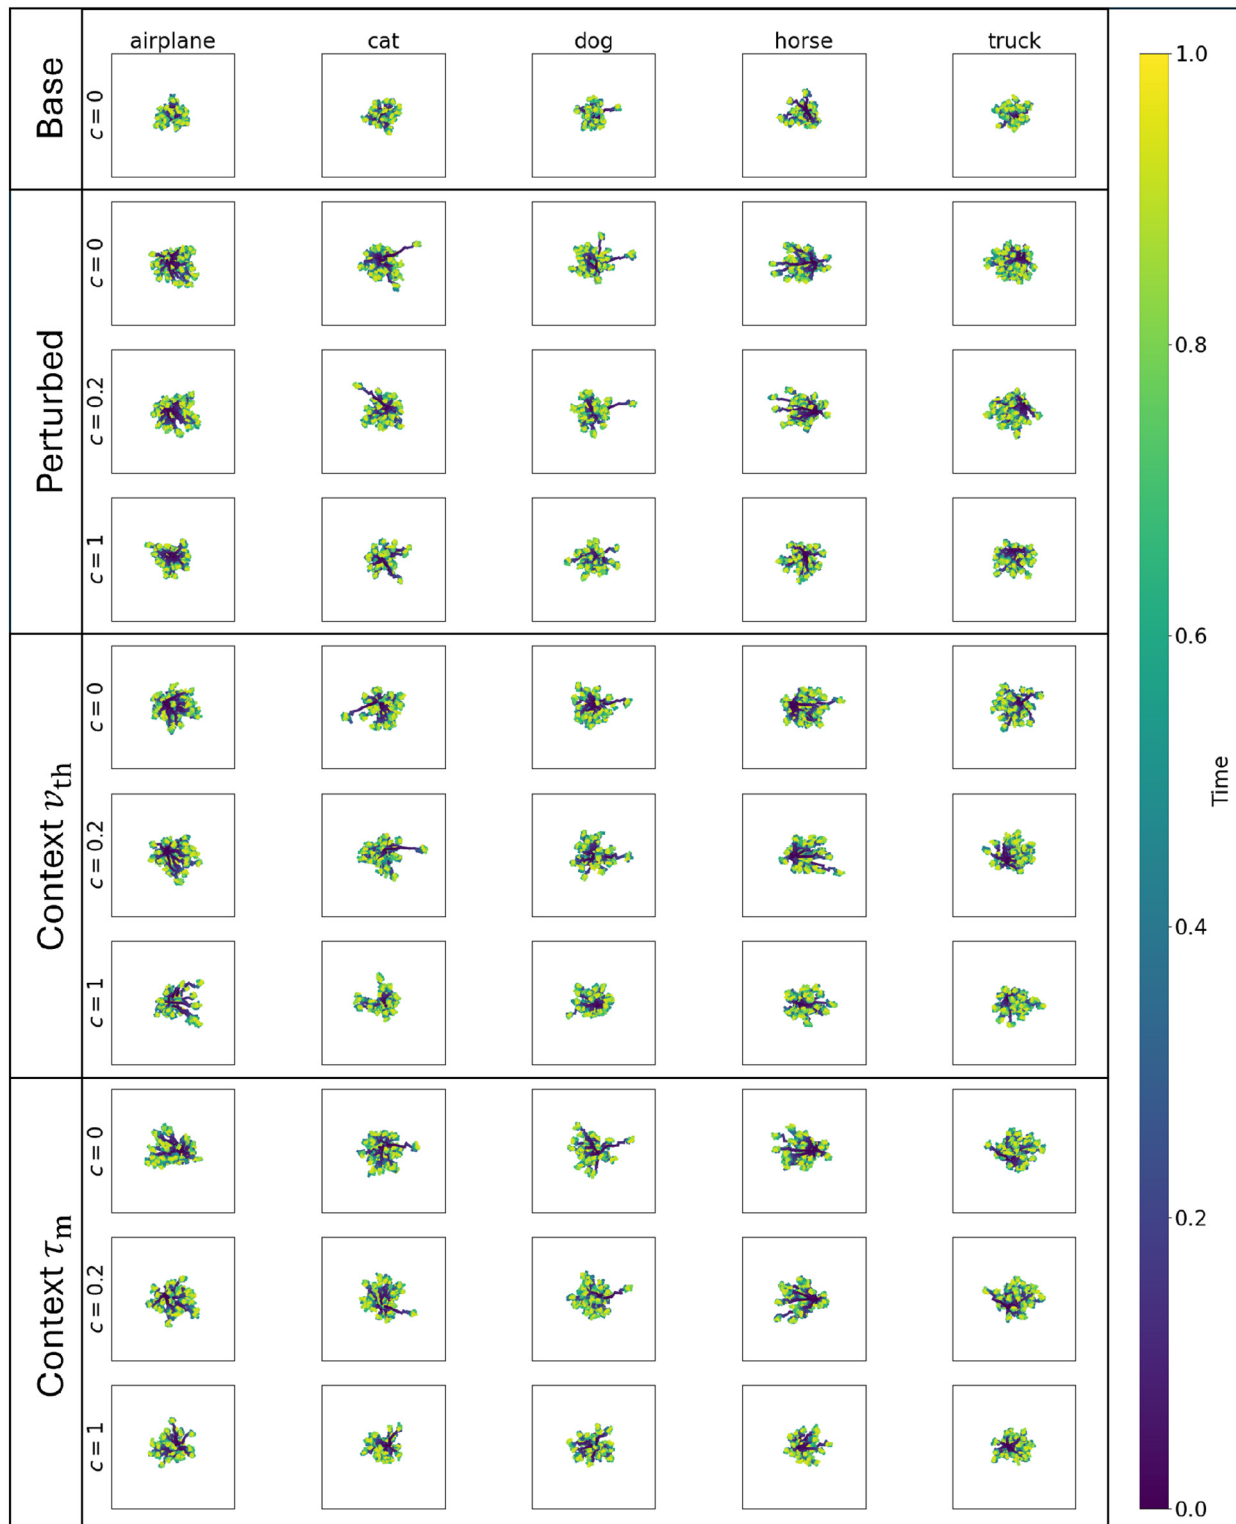 airplane cat dog horse truck
Base
c = 0
Perturbed
c = 0
c = 0.2
c = 1
Context v_th
c = 0
c = 0.2
c = 1
Context τ_m
c = 0
c = 0.2
c = 1
1.0
0.8
0.6
Time
0.4
0.2
0.0